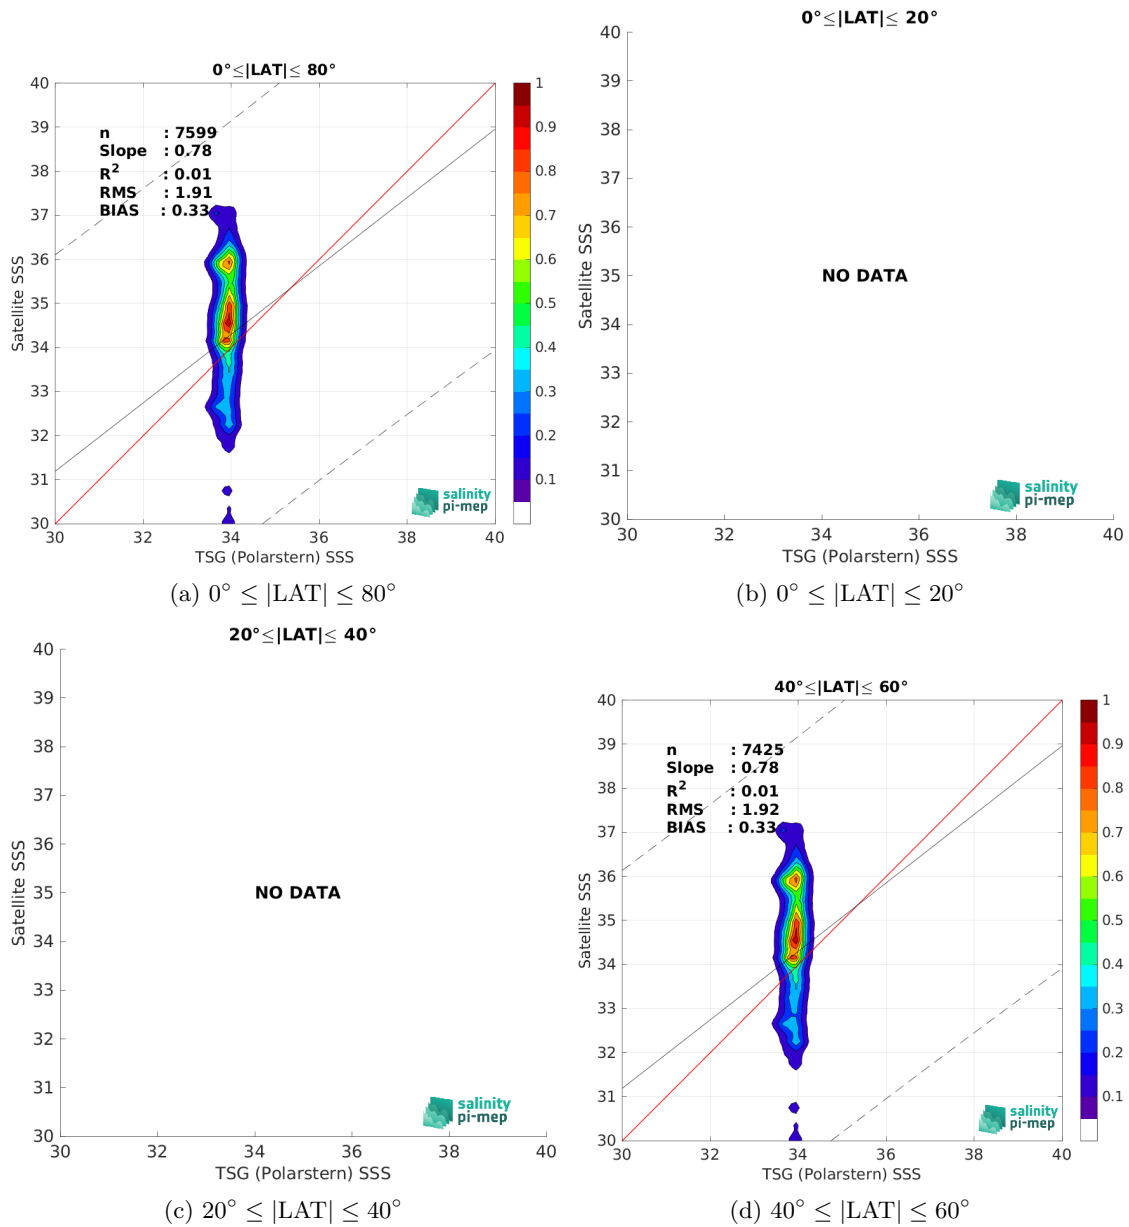 0°≤|LAT|≤ 80°
40
39
38
37
36
35
34
33
32
31
30
Satellite SSS
n : 7599
Slope : 0.78
R² : 0.01
RMS : 1.91
BIAS : 0.33
1
0.9
0.8
0.7
0.6
0.5
0.4
0.3
0.2
0.1
salinity
pi-mep
30 32 34 36 38 40
TSG (Polarstern) SSS
(a) 0° ≤ |LAT| ≤ 80°
0°≤|LAT|≤ 20°
40
39
38
37
36
35
34
33
32
31
30
Satellite SSS
NO DATA
salinity
pi-mep
30 32 34 36 38 40
TSG (Polarstern) SSS
(b) 0° ≤ |LAT| ≤ 20°
20°≤|LAT|≤ 40°
40
39
38
37
36
35
34
33
32
31
30
Satellite SSS
NO DATA
salinity
pi-mep
30 32 34 36 38 40
TSG (Polarstern) SSS
(c) 20° ≤ |LAT| ≤ 40°
40°≤|LAT|≤ 60°
40
39
38
37
36
35
34
33
32
31
30
Satellite SSS
n : 7425
Slope : 0.78
R² : 0.01
RMS : 1.92
BIAS : 0.33
1
0.9
0.8
0.7
0.6
0.5
0.4
0.3
0.2
0.1
salinity
pi-mep
30 32 34 36 38 40
TSG (Polarstern) SSS
(d) 40° ≤ |LAT| ≤ 60°